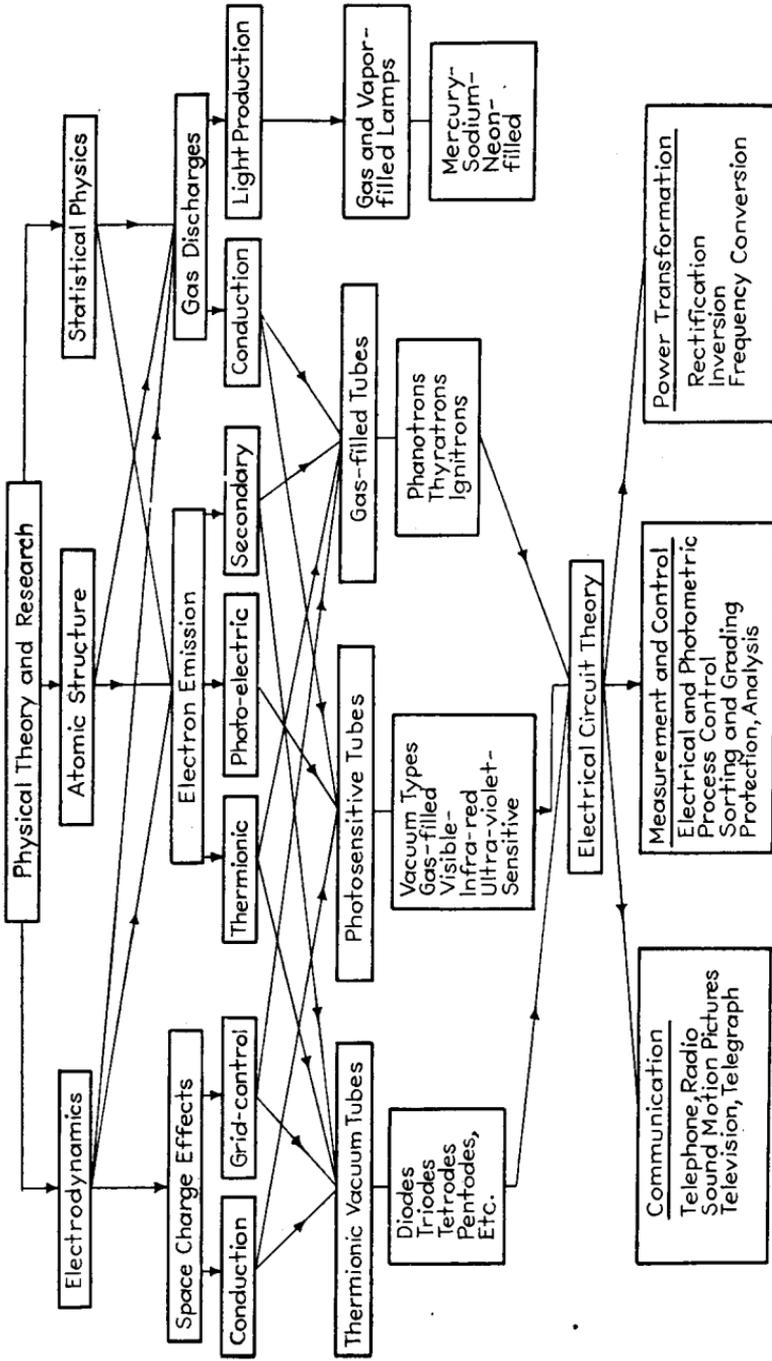 Physical Theory and Research
Electrodynamics
Atomic Structure
Statistical Physics
Space Charge Effects
Electron Emission
Gas Discharges
Conduction
Grid-control
Thermionic
Photo-electric
Secondary
Conduction
Light Production
Thermionic Vacuum Tubes
Photosensitive Tubes
Gas-filled Tubes
Gas and Vapor-
filled Lamps
Diodes
Triodes
Tetrodes
Pentodes,
Etc.
Vacuum Types
Gas-filled
Visible-
Infra-red
Ultra-violet-
Sensitive
Phanotrons
Thyratrons
Ignitrons
Mercury-
Sodium-
Neon-
filled
Electrical Circuit Theory
Communication
Telephone, Radio
Sound Motion Pictures
Television, Telegraph
Measurement and Control
Electrical and Photometric
Process Control
Sorting and Grading
Protection, Analysis
Power Transformation
Rectification
Inversion
Frequency Conversion